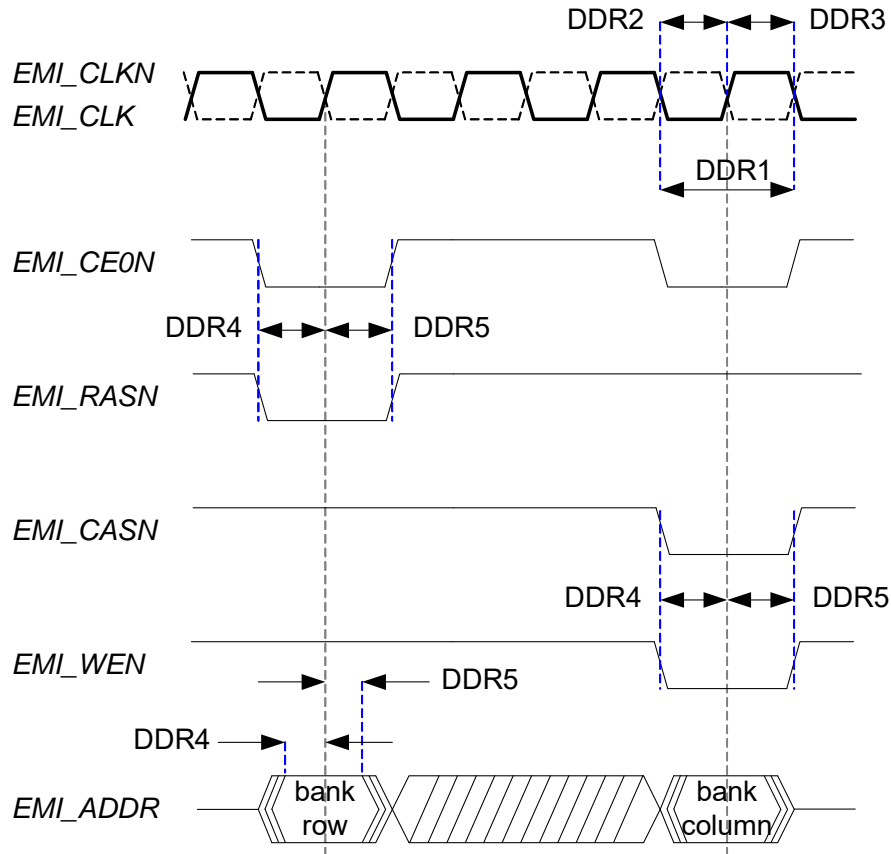 DDR2 DDR3
EMI_CLKN
EMI_CLK
DDR1
EMI_CE0N
DDR4 DDR5
EMI_RASN
EMI_CASN
DDR4 DDR5
EMI_WEN
DDR5
DDR4
EMI_ADDR
bank bank
row column